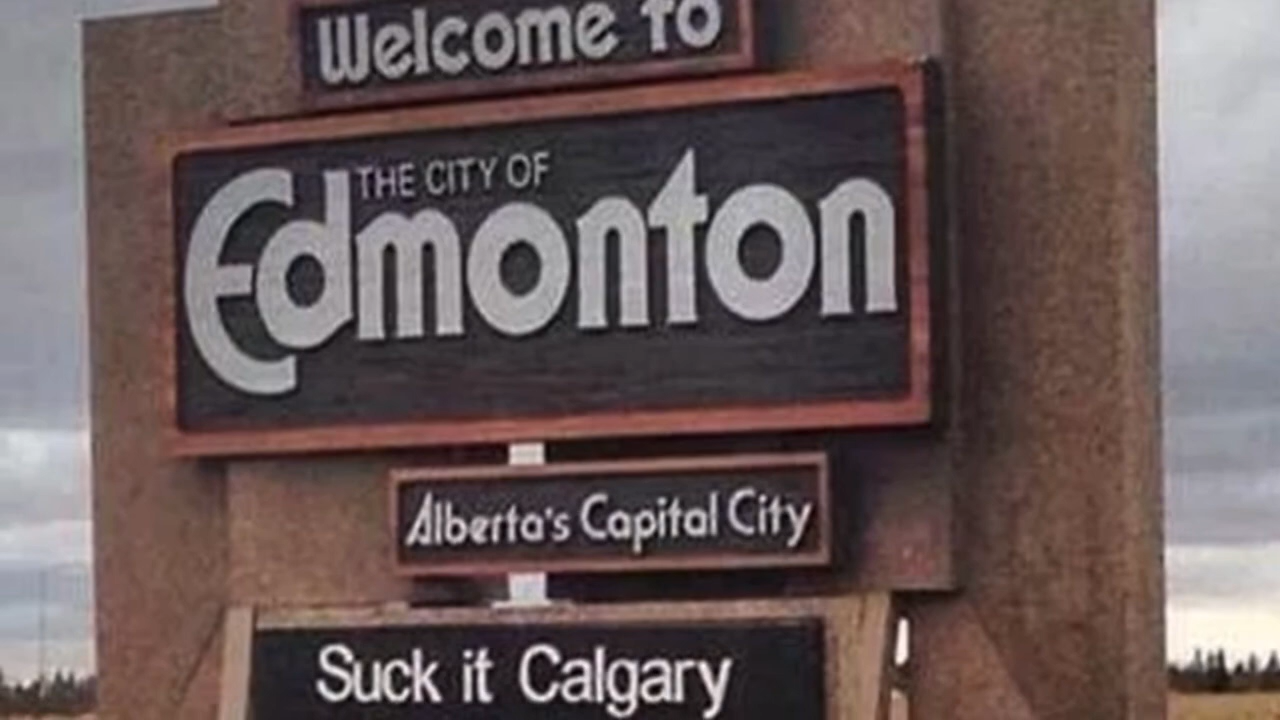 Welcome to
THE CITY OF
Edmonton
Alberta's Capital City
Suck it Calgary